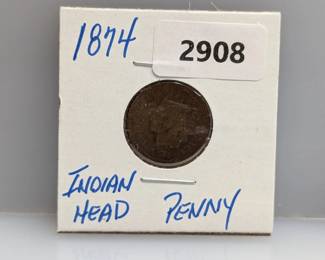 1874
2908
INDIAN
HEAD PENNY